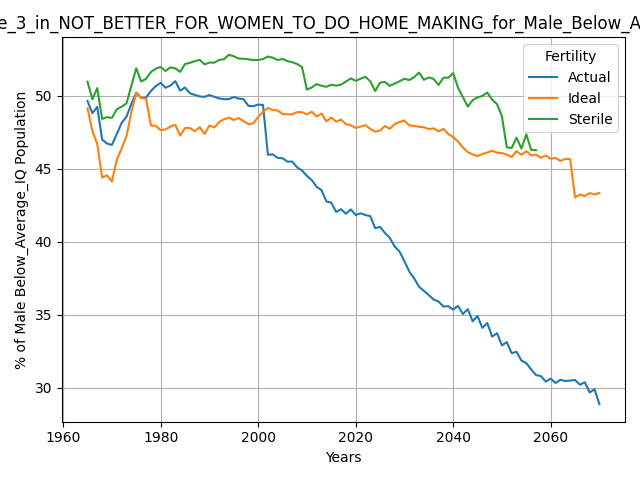 e_3_in_NOT_BETTER_FOR_WOMEN_TO_DO_HOME_MAKING_for_Male_Below_A
Fertility
Actual
Ideal
Sterile
% of Male Below_Average_IQ Population
50
45
40
35
30
1960
1980
2000
2020
2040
2060
Years